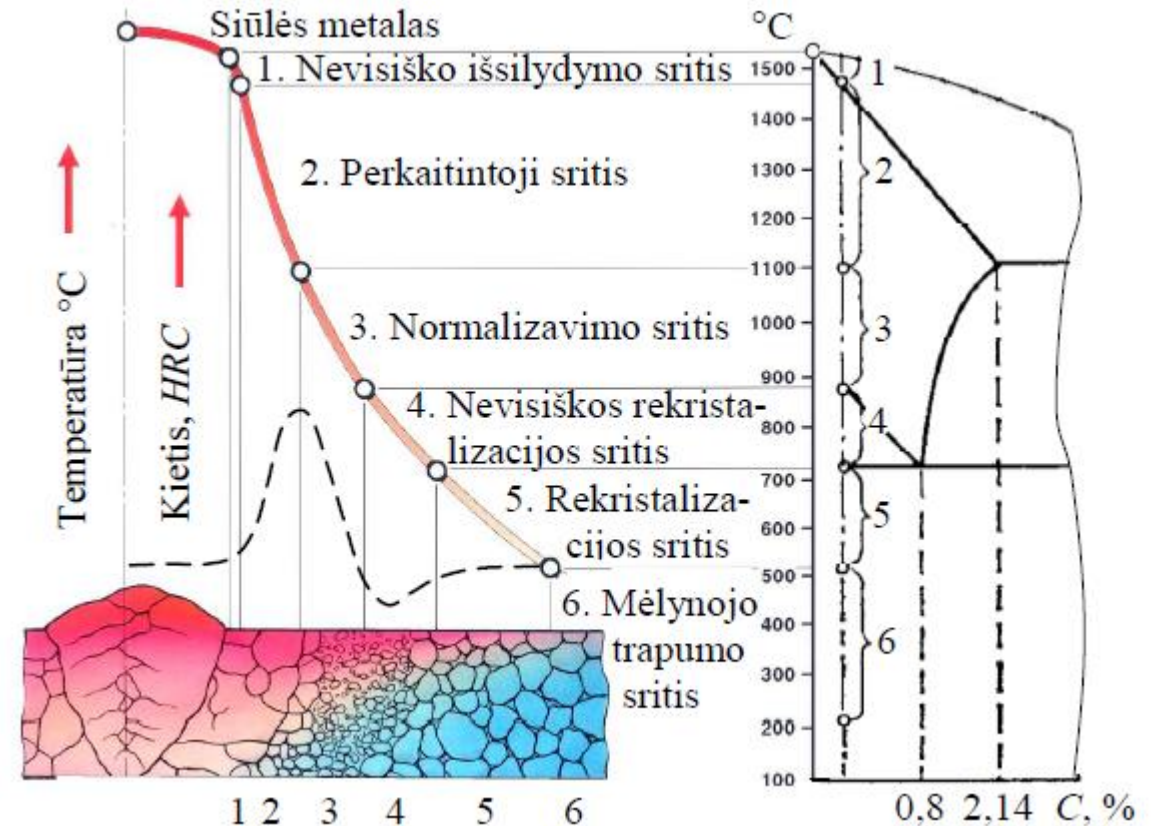 Siūlės metalas
1. Nevisiško išsilydymo sritis
2. Perkaitintoji sritis
3. Normalizavimo sritis
4. Nevisiškos rekrista-
lizacijos sritis
5. Rekristaliza-
cijos sritis
6. Mėlynojo
trapumo
sritis
Temperatūra °C
Kietis, HRC
1 2 3 4 5 6
°C
1500
1400
1300
1200
1100
1000
900
800
700
600
500
400
300
200
100
1
2
3
4
5
6
0,8 2,14 C, %